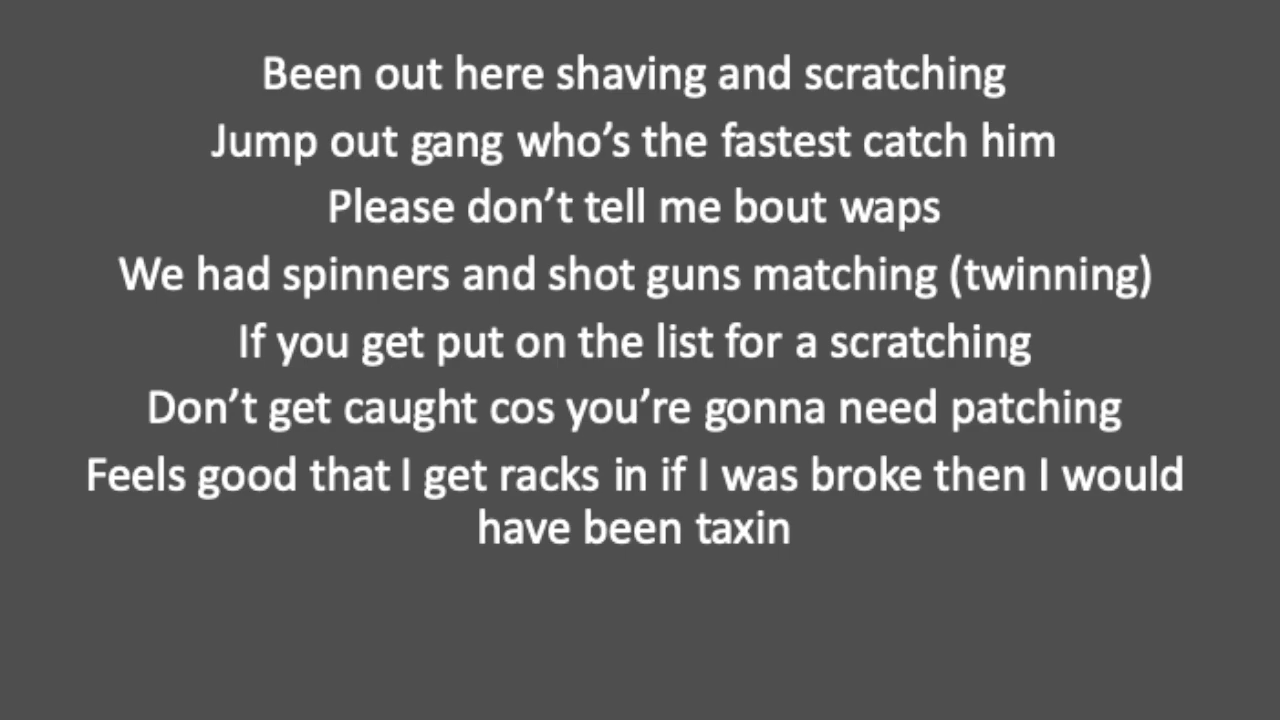 Been out here shaving and scratching
Jump out gang who’s the fastest catch him
Please don’t tell me bout waps
We had spinners and shot guns matching (twinning)
If you get put on the list for a scratching
Don’t get caught cos you’re gonna need patching
Feels good that I get racks in if I was broke then I would
have been taxin